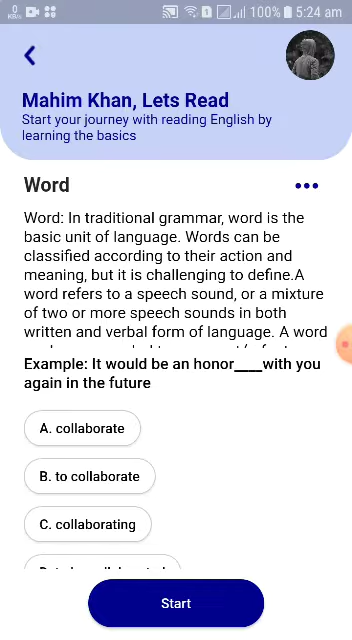 0 KB/s 100% 5:24 am
Mahim Khan, Lets Read
Start your journey with reading English by
learning the basics
Word
Word: In traditional grammar, word is the
basic unit of language. Words can be
classified according to their action and
meaning, but it is challenging to define.A
word refers to a speech sound, or a mixture
of two or more speech sounds in both
written and verbal form of language. A word
Example: It would be an honor____with you
again in the future
A. collaborate
B. to collaborate
C. collaborating
Start